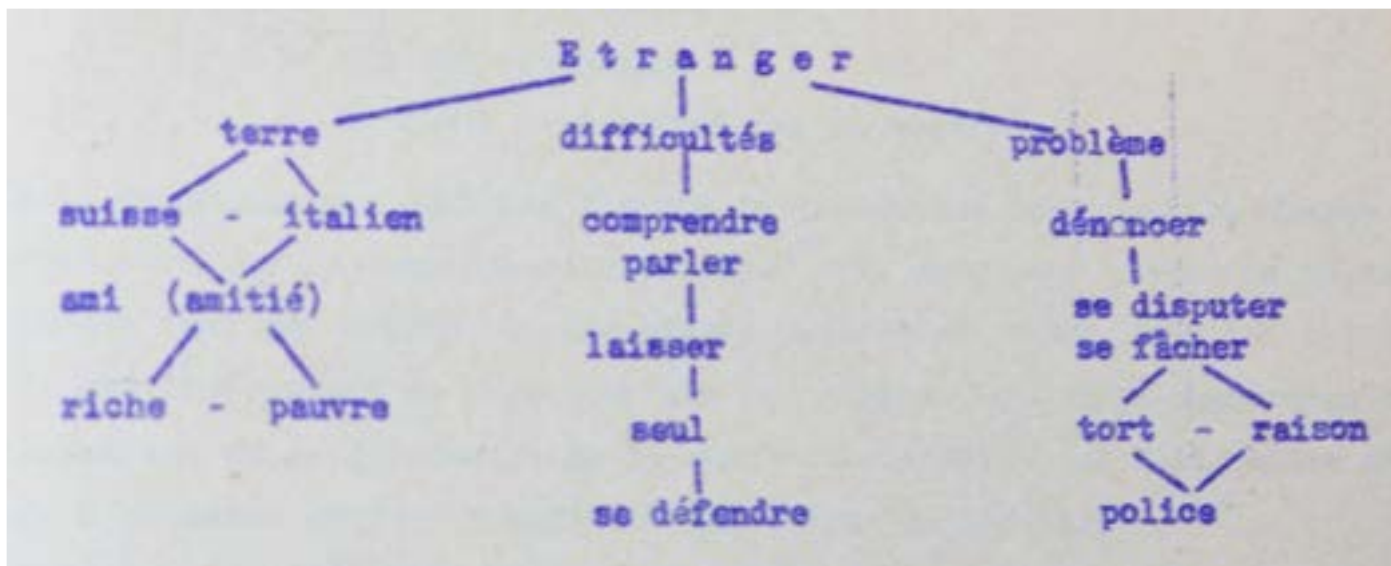 E t r a n g e r
terre difficultés problème
suisse - italien comprendre dénoncer
parler
ami (amitié) se disputer
laisser se fâcher
riche - pauvre seul tort - raison
se défendre police